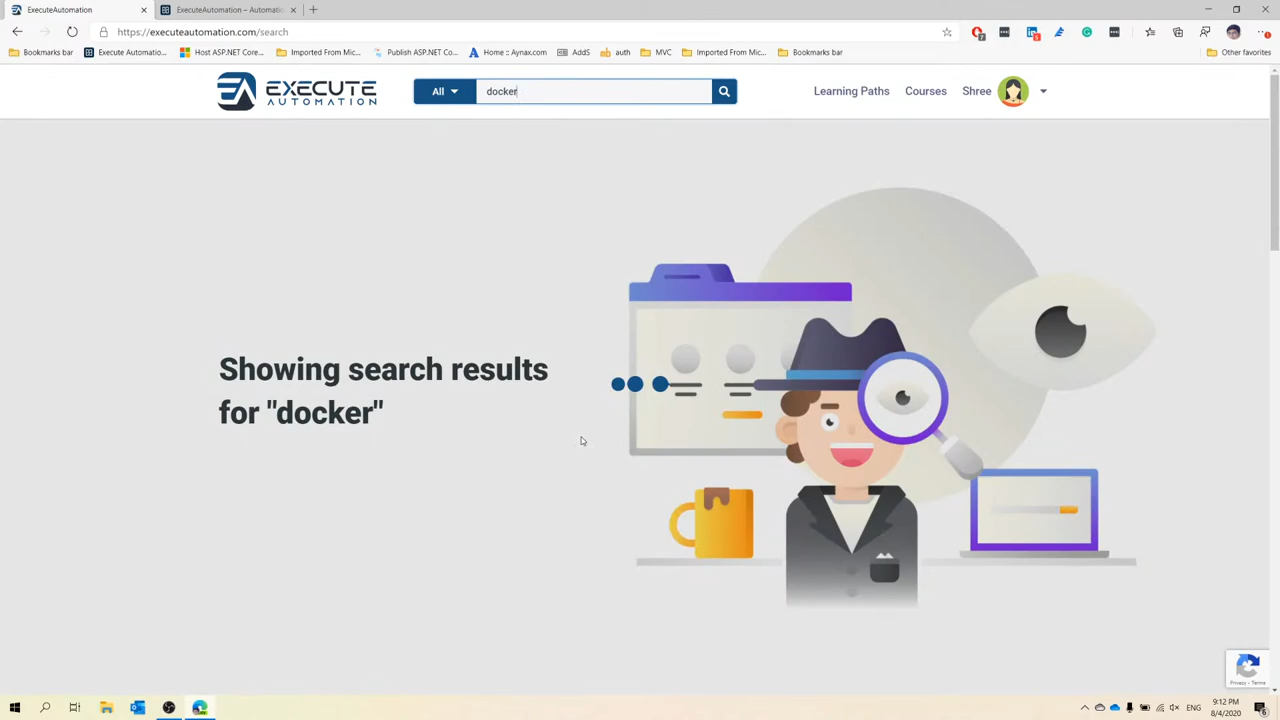 ExecuteAutomation
ExecuteAutomation – Automatio
https://executeautomation.com/search
Bookmarks bar
Execute Automatio...
Host ASP.NET Core...
Imported From Mic...
Publish ASP.NET Co...
Home :: Aynax.com
AddS
auth
MVC
Imported From Mic...
Bookmarks bar
Other favorites
EXECUTE
AUTOMATION
All
docker
Learning Paths
Courses
Shree
Showing search results
for "docker"
Privacy - Terms
ENG
9:12 PM
8/4/2020